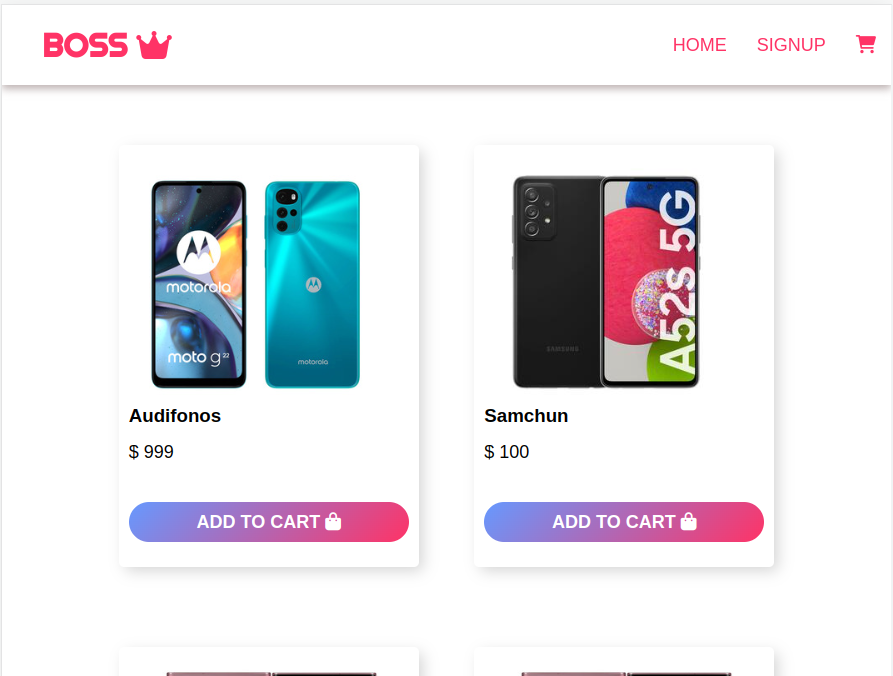 BOSS
HOME SIGNUP
motorola
moto g22
motorola
SAMSUNG
A52s 5G
Audifonos
Samchun
$ 999
$ 100
ADD TO CART
ADD TO CART